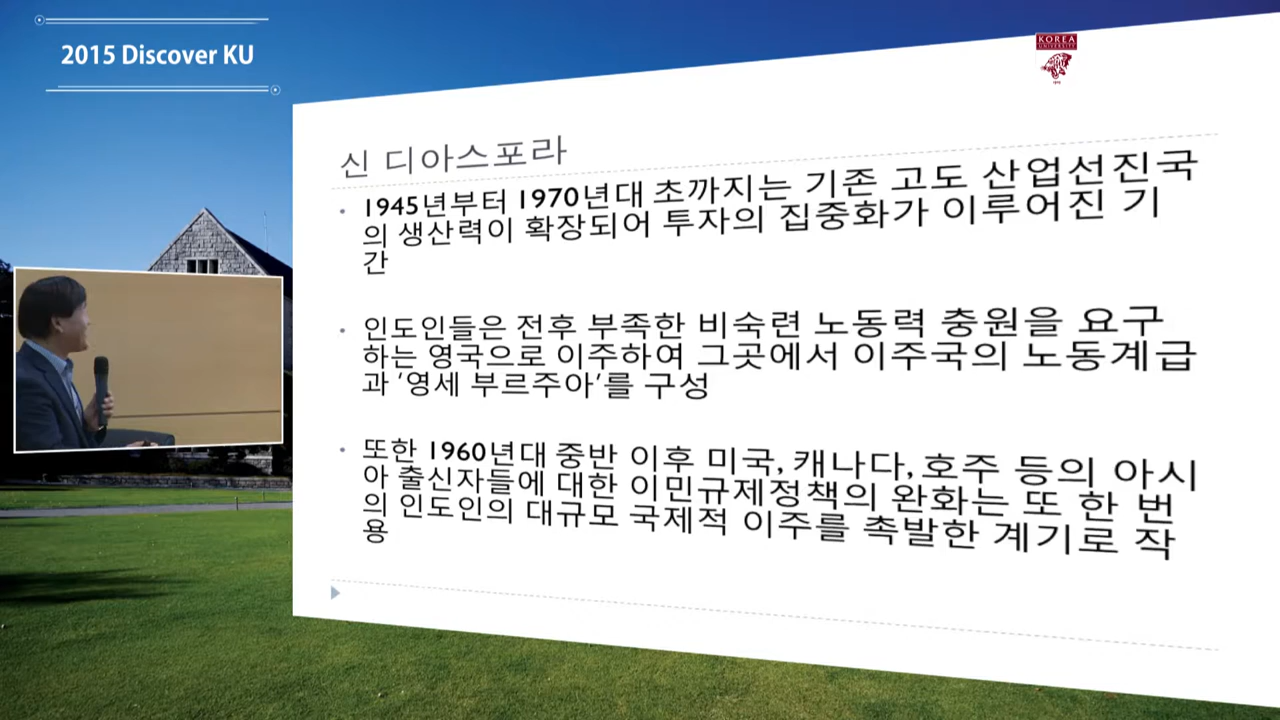 2015 Discover KU
KOREA
UNIVERSITY
신 디아스포라
• 1945년부터 1970년대 초까지는 기존 고도 산업선진국
의 생산력이 확장되어 투자의 집중화가 이루어진 기
간
• 인도인들은 전후 부족한 비숙련 노동력 충원을 요구
하는 영국으로 이주하여 그곳에서 이주국의 노동계급
과 '영세 부르주아'를 구성
• 또한 1960년대 중반 이후 미국, 캐나다, 호주 등의 아시
아 출신자들에 대한 이민규제정책의 완화는 또 한 번
의 인도인의 대규모 국제적 이주를 촉발한 계기로 작
용